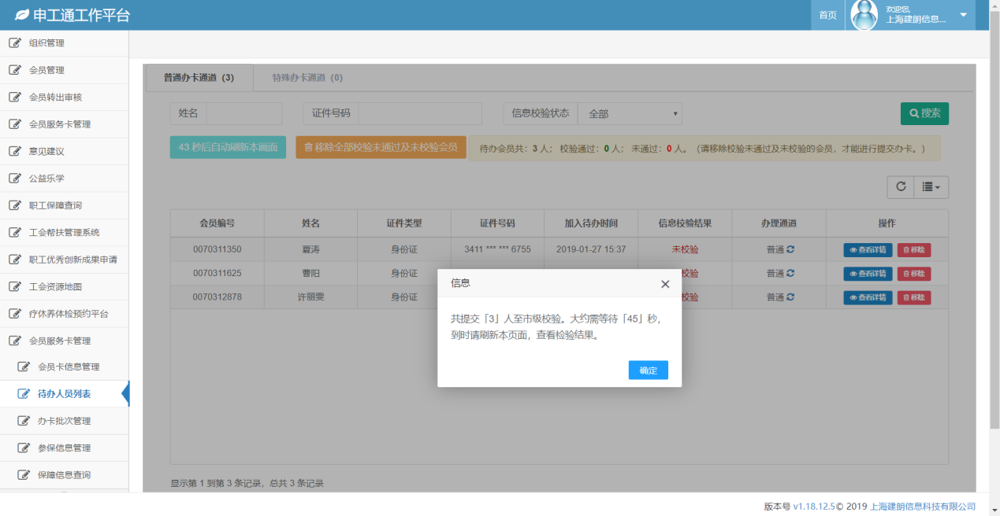 申工通工作平台
首页
欢迎您,
上海建朗信息...
组织管理
会员管理
会员转出审核
会员服务卡管理
意见建议
公益乐学
职工保障查询
工会帮扶管理系统
职工优秀创新成果申请
工会资源地图
疗休养体检预约平台
会员服务卡管理
会员卡信息管理
待办人员列表
办卡批次管理
参保信息管理
保障信息查询
普通办卡通道（3） 特殊办卡通道（0）
姓名 证件号码 信息校验状态 全部 搜索
43 秒后自动刷新本画面 移除全部校验未通过及未校验会员 待办会员共：3 人； 校验通过：0 人； 未通过：0 人。（请移除校验未通过及未校验的会员，才能进行提交办卡。）
会员编号 姓名 证件类型 证件号码 加入待办时间 信息校验结果 办理通道 操作
0070311350 夏涛 身份证 3411 *** *** 6755 2019-01-27 15:37 未校验 普通 查看详情 移除
0070311625 曹阳 身份证 校验 普通 查看详情 移除
0070312878 许丽雯 身份证 校验 普通 查看详情 移除
信息
共提交「3」人至市级校验。大约需等待「45」秒，
到时请刷新本页面，查看检验结果。
确定
显示第 1 到第 3 条记录，总共 3 条记录
版本号 v1.18.12.5© 2019 上海建朗信息科技有限公司